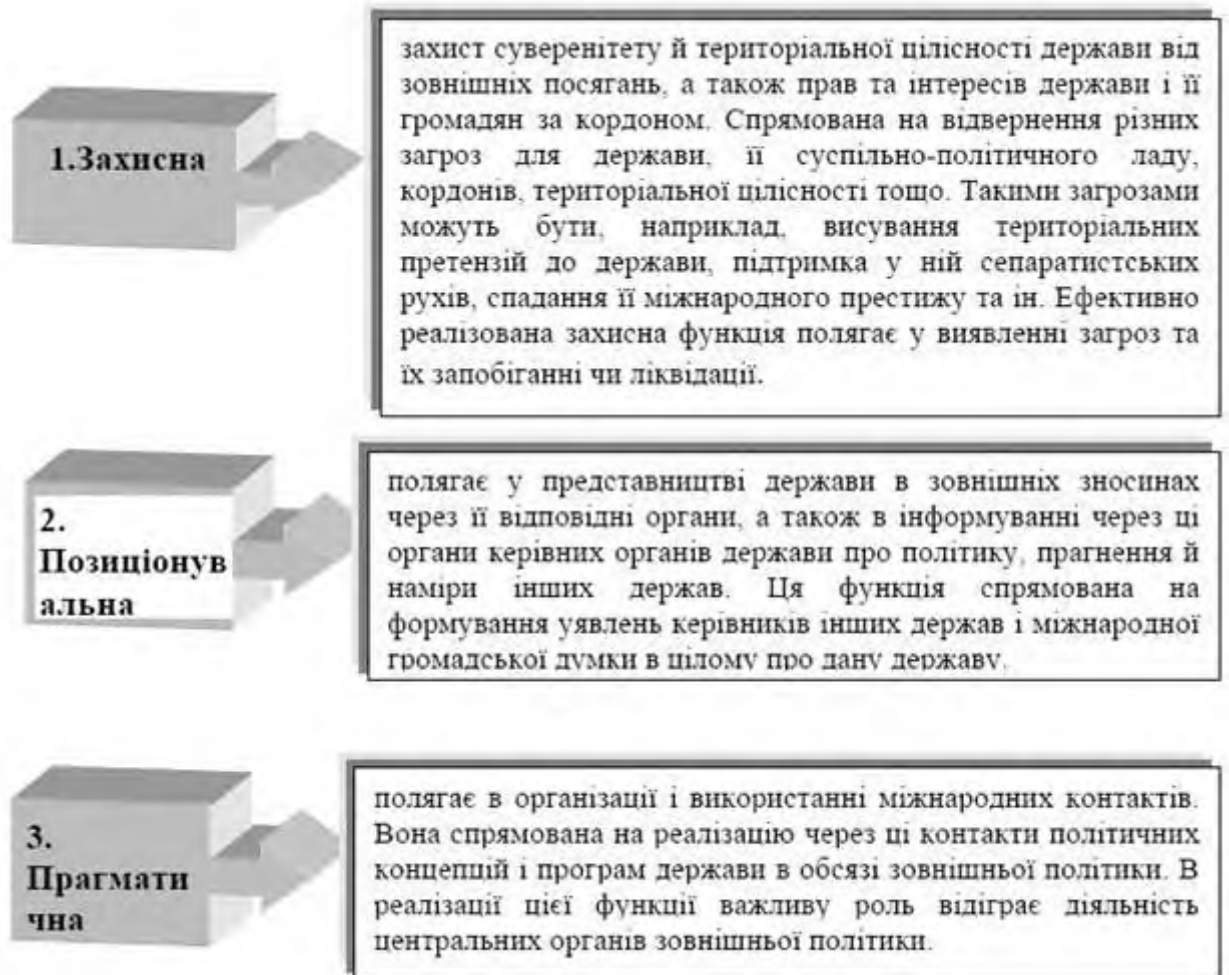 1.Захисна
захист суверенітету й територіальної цілісності держави від
зовнішніх посягань, а також прав та інтересів держави і її
громадян за кордоном. Спрямована на відвернення різних
загроз для держави, її суспільно-політичного ладу,
кордонів, територіальної цілісності тощо. Такими загрозами
можуть бути, наприклад, висування територіальних
претензій до держави, підтримка у ній сепаратистських
рухів, спадання її міжнародного престижу та ін. Ефективно
реалізована захисна функція полягає у виявленні загроз та
їх запобіганні чи ліквідації.
2.
Позиціонув
альна
полягає у представництві держави в зовнішніх зносинах
через її відповідні органи, а також в інформуванні через ці
органи керівних органів держави про політику, прагнення й
наміри інших держав. Ця функція спрямована на
формування уявлень керівників інших держав і міжнародної
громадської думки в цілому про дану державу.
3.
Прагмати
чна
полягає в організації і використанні міжнародних контактів.
Вона спрямована на реалізацію через ці контакти політичних
концепцій і програм держави в обсязі зовнішньої політики. В
реалізації цієї функції важливу роль відіграє діяльність
центральних органів зовнішньої політики.